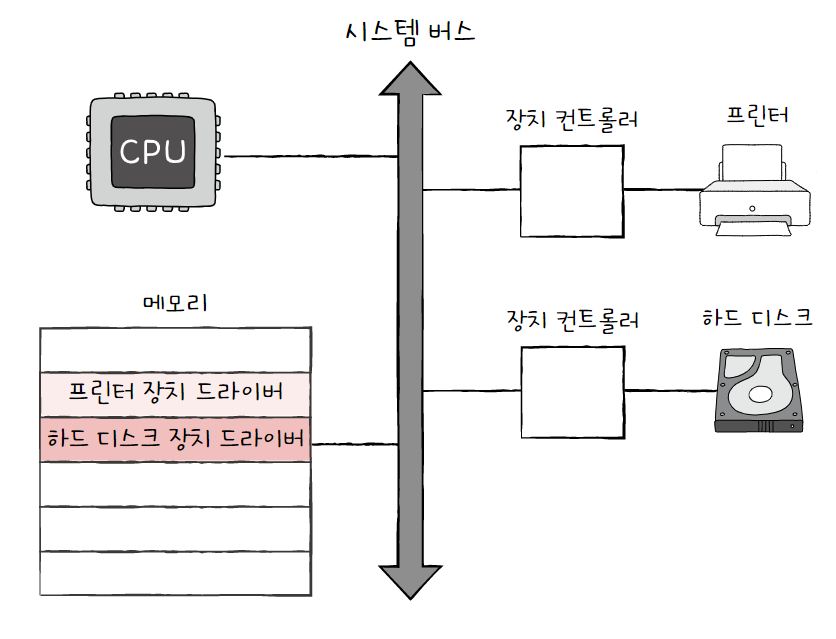 시스템 버스
CPU
장치 컨트롤러
프린터
메모리
프린터 장치 드라이버
하드 디스크 장치 드라이버
장치 컨트롤러
하드 디스크